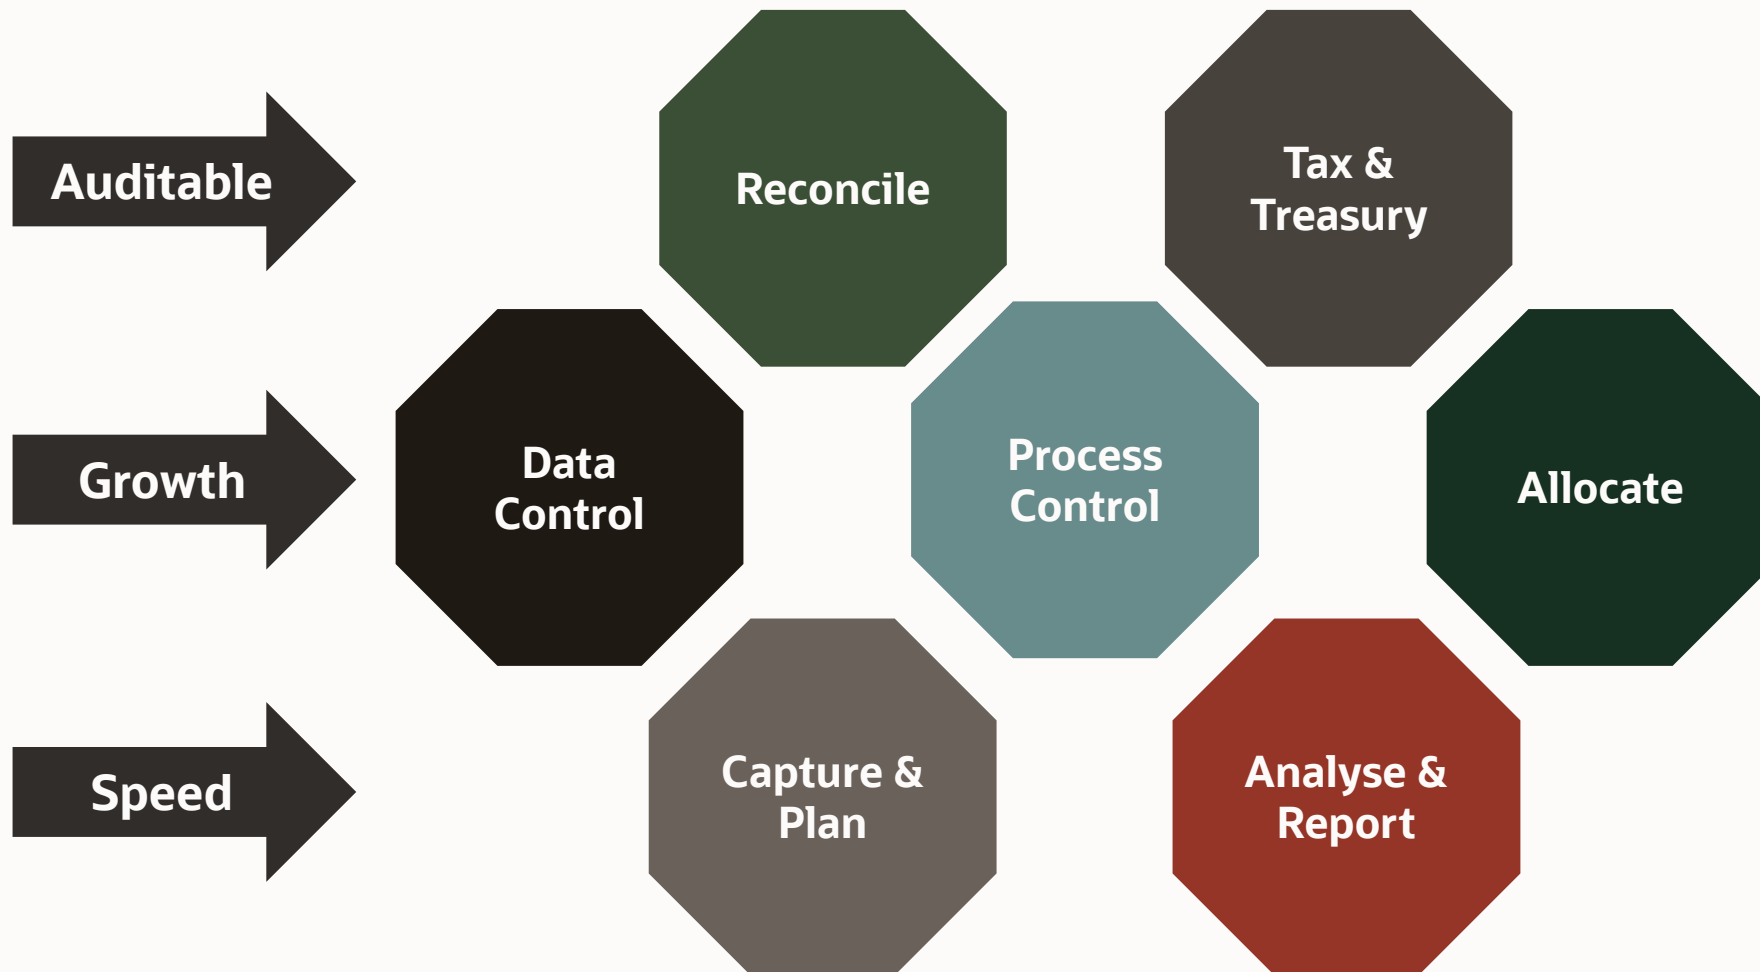 Auditable
Reconcile
Tax &
Treasury
Growth
Data
Control
Process
Control
Allocate
Speed
Capture &
Plan
Analyse &
Report